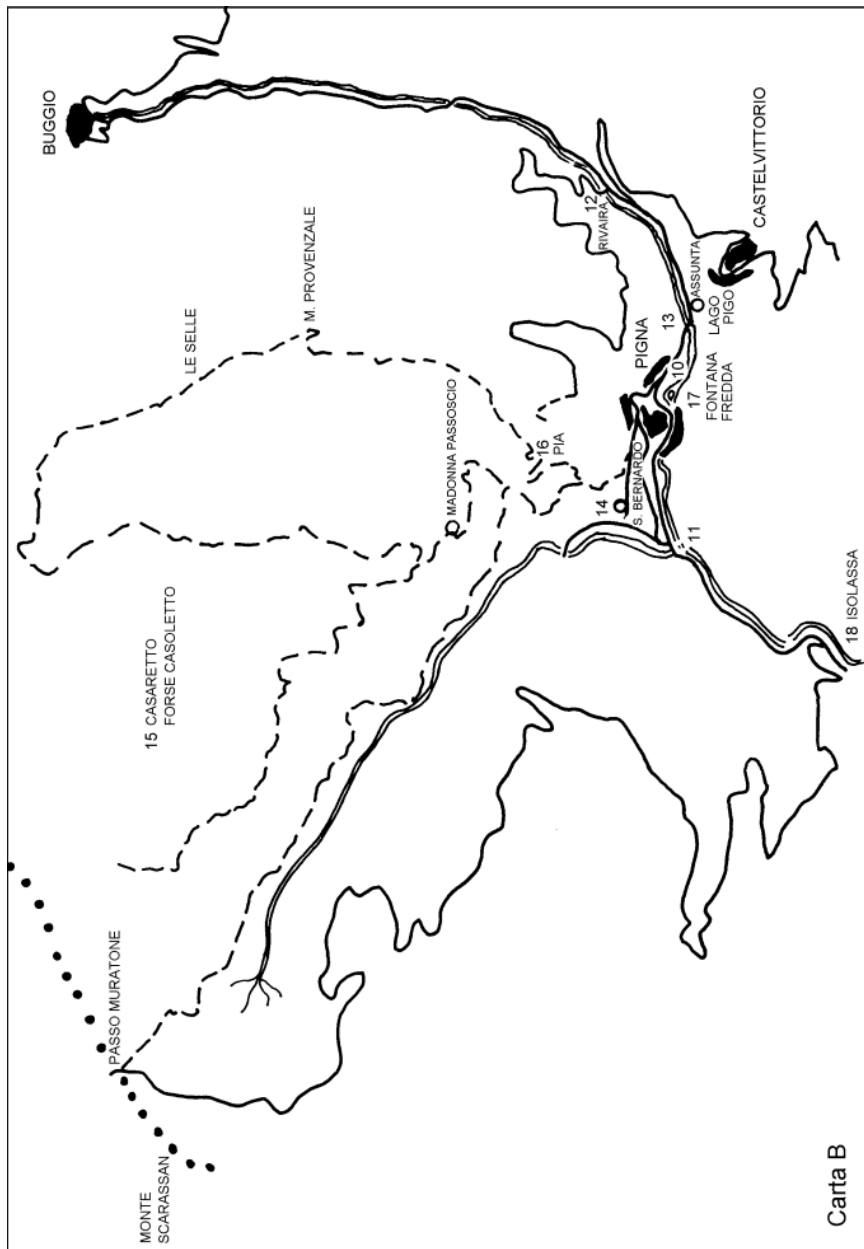 BUGGIO
LE SELLE
M. PROVENZALE
12
RIVAIRA
CASTELVITTORIO
ASSUNTA
LAGO
PIGO
13
PIGNA
10
17
FONTANA
FREDDA
16
PIA
MADONNA PASSOSCIO
14
S. BERNARDO
11
18 ISOLASSA
15 CASARETTO
FORSE CASOLETTO
PASSO MURATONE
MONTE
SCARASSAN
Carta B